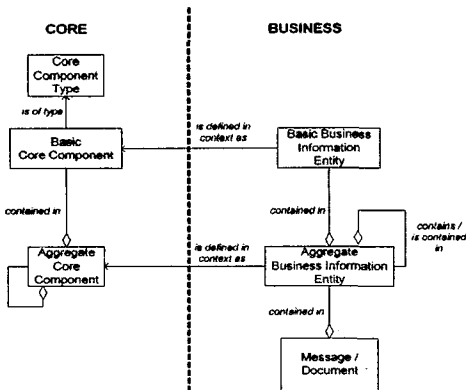 CORE
BUSINESS
Core
Component
Type
is of type
Basic
Core Component
is defined in
context as
Basic Business
Information
Entity
contained in
contained in
contains /
is contained
in
Aggregate
Core
Component
is defined in
context as
Aggregate
Business Information
Entity
contained in
Message /
Document